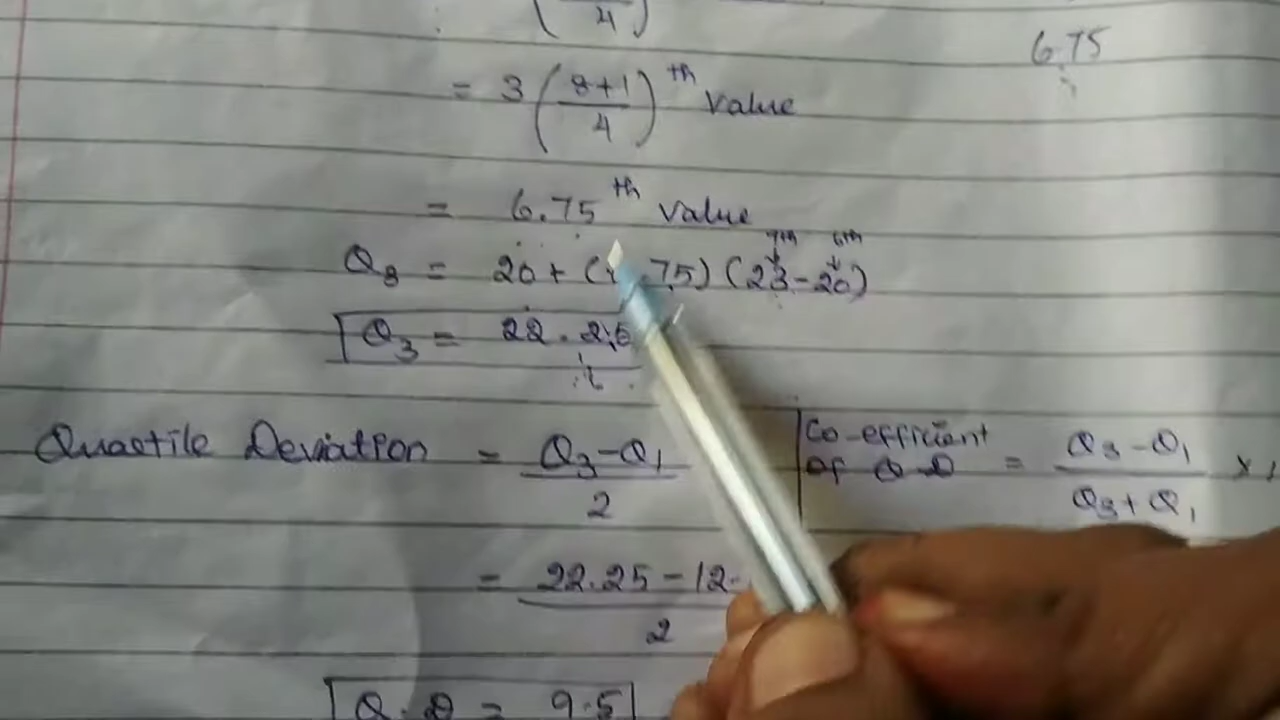 4
6.75
= 3 (8+1/4)th value
= 6.75th value
7th 6th
Q3 = 20 + (0.75) (23-20)
Q3 = 22.25
Quartile Deviation = Q3-Q1/2
Co-efficient of Q.D = Q3-Q1/Q3+Q1 ×
= 22.25-12./2
Q.D = 9.5